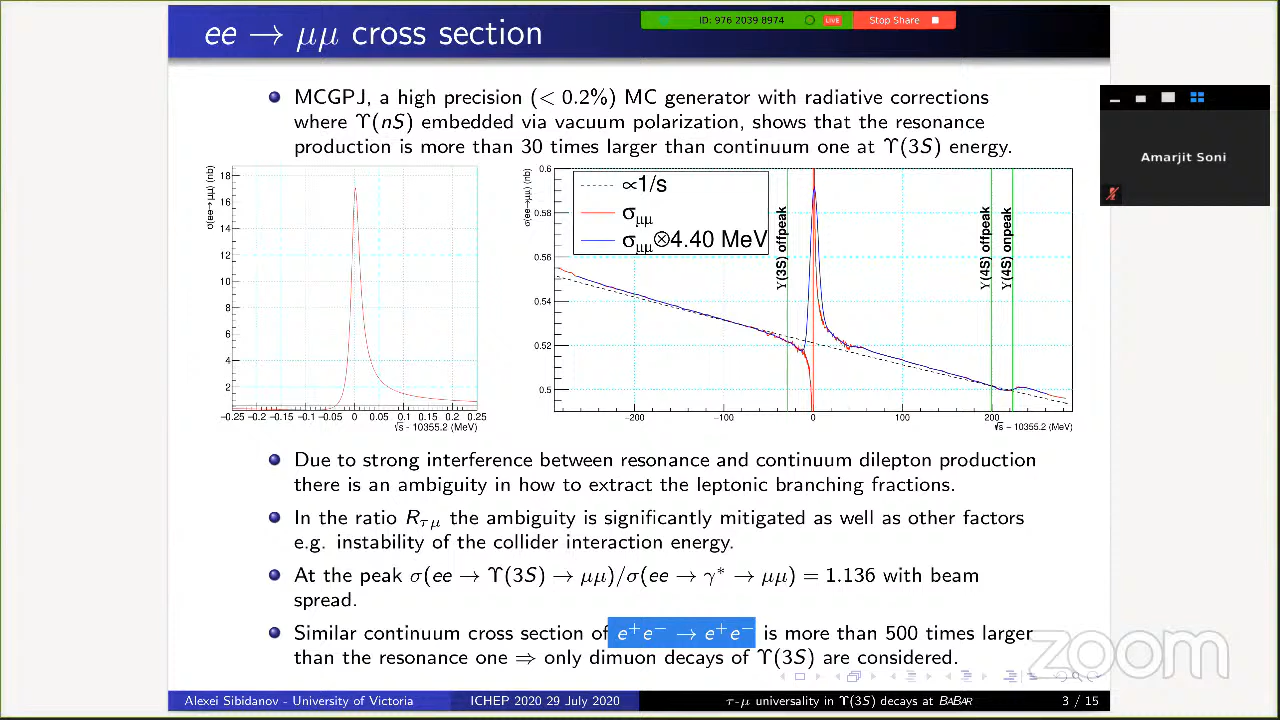 ee → μμ cross section
ID: 976 2039 8974
LIVE
Stop Share
MCGPJ, a high precision (< 0.2%) MC generator with radiative corrections
where ϒ(nS) embedded via vacuum polarization, shows that the resonance
production is more than 30 times larger than continuum one at ϒ(3S) energy.
Amarjit Soni
σ(ee→μμ) (nb)
18
16
14
12
10
8
6
4
2
−0.25 −0.2 −0.15 −0.1 −0.05 0 0.05 0.1 0.15 0.2 0.25
√s - 10355.2 (MeV)
σ(ee→μμ) (nb)
0.6
0.58
0.56
0.54
0.52
0.5
∝1/s
σμμ
σμμ⊗4.40 MeV
ϒ(3S) offpeak
ϒ(4S) offpeak
ϒ(4S) onpeak
−200 −100 0 100 200
√s - 10355.2 (MeV)
Due to strong interference between resonance and continuum dilepton production
there is an ambiguity in how to extract the leptonic branching fractions.
In the ratio Rτμ the ambiguity is significantly mitigated as well as other factors
e.g. instability of the collider interaction energy.
At the peak σ(ee → ϒ(3S) → μμ)/σ(ee → γ* → μμ) = 1.136 with beam
spread.
Similar continuum cross section of e⁺e⁻ → e⁺e⁻ is more than 500 times larger
than the resonance one ⇒ only dimuon decays of ϒ(3S) are considered.
zoom
Alexei Sibidanov - University of Victoria
ICHEP 2020 29 July 2020
τ-μ universality in ϒ(3S) decays at BABAR
3 / 15